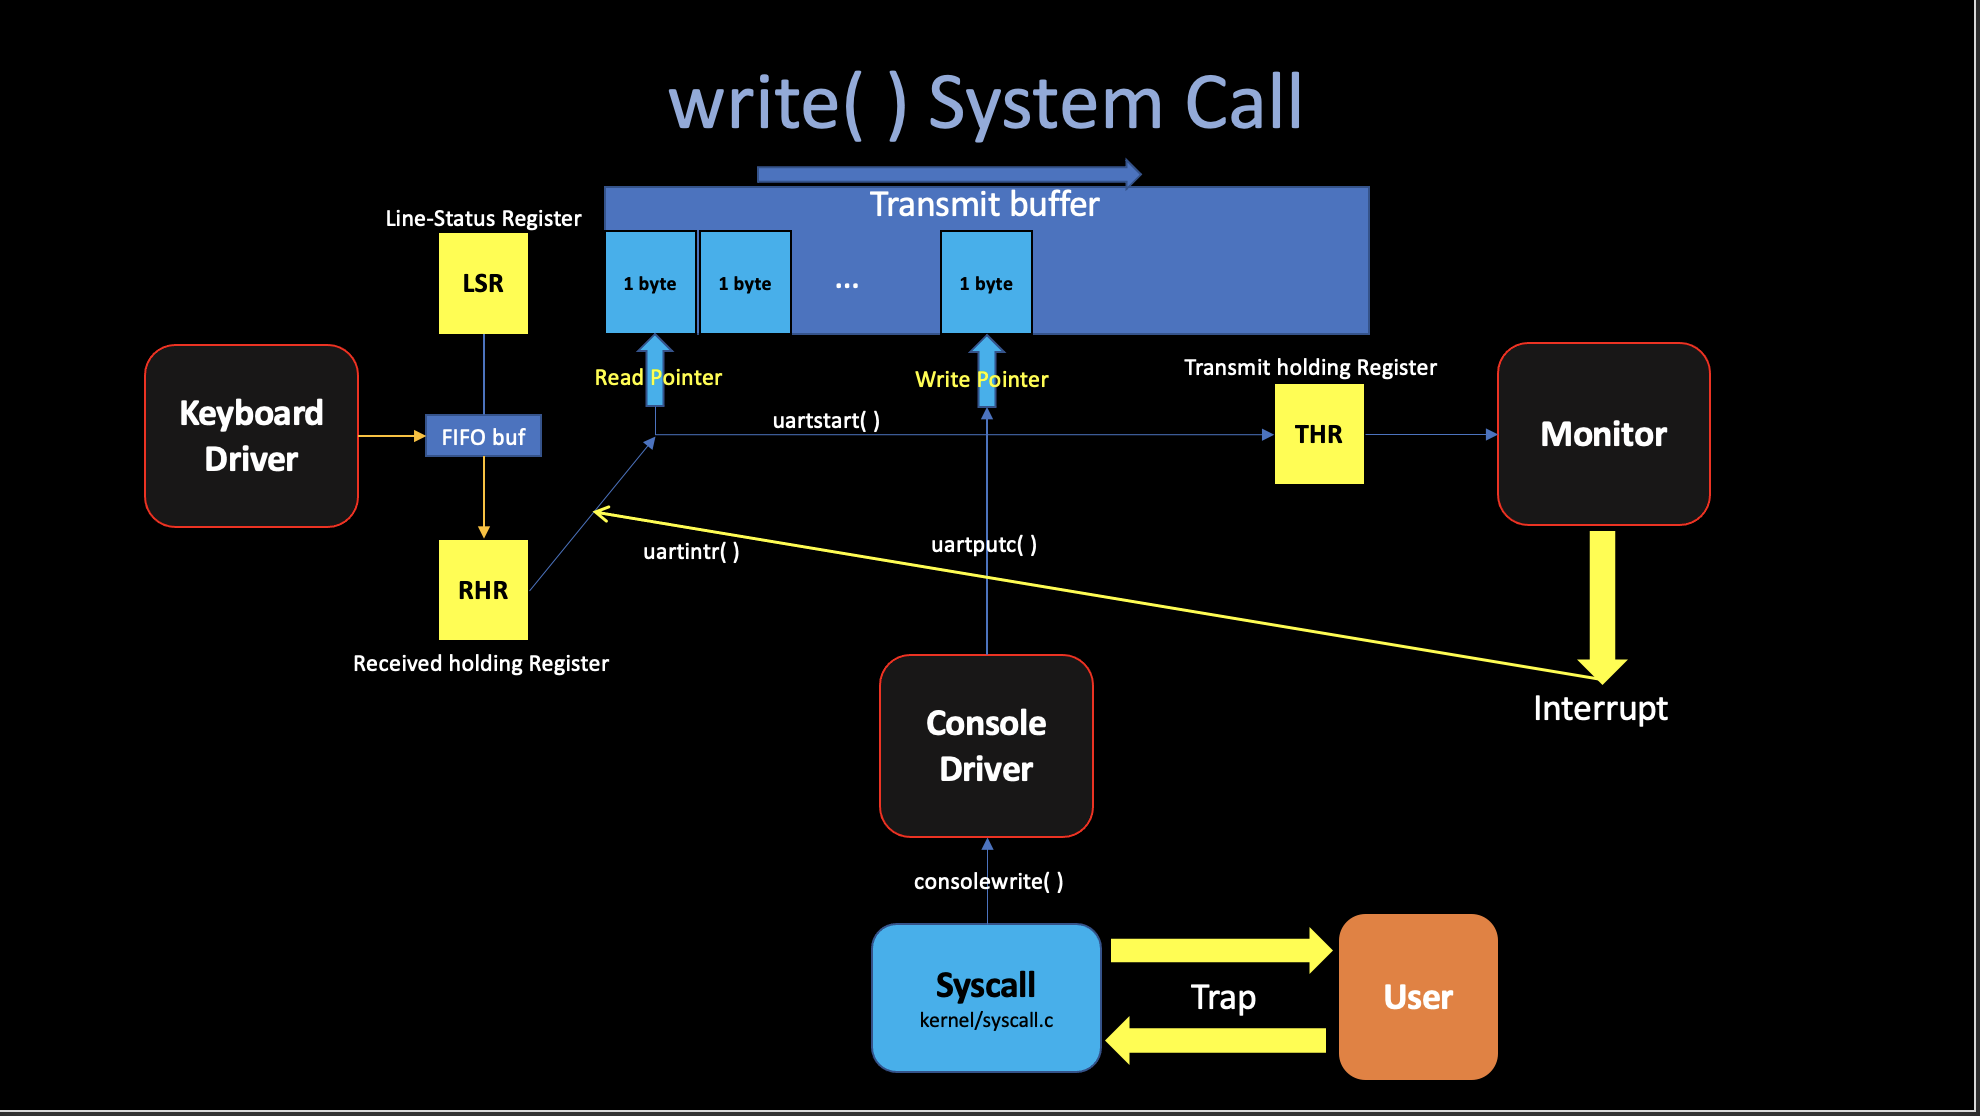 write( ) System Call
Transmit buffer
Line-Status Register
LSR
1 byte
1 byte
...
1 byte
Read Pointer
Write Pointer
Transmit holding Register
Keyboard
Driver
FIFO buf
uartstart( )
THR
Monitor
uartintr( )
uartputc( )
RHR
Received holding Register
Interrupt
Console
Driver
consolewrite( )
Syscall
kernel/syscall.c
Trap
User